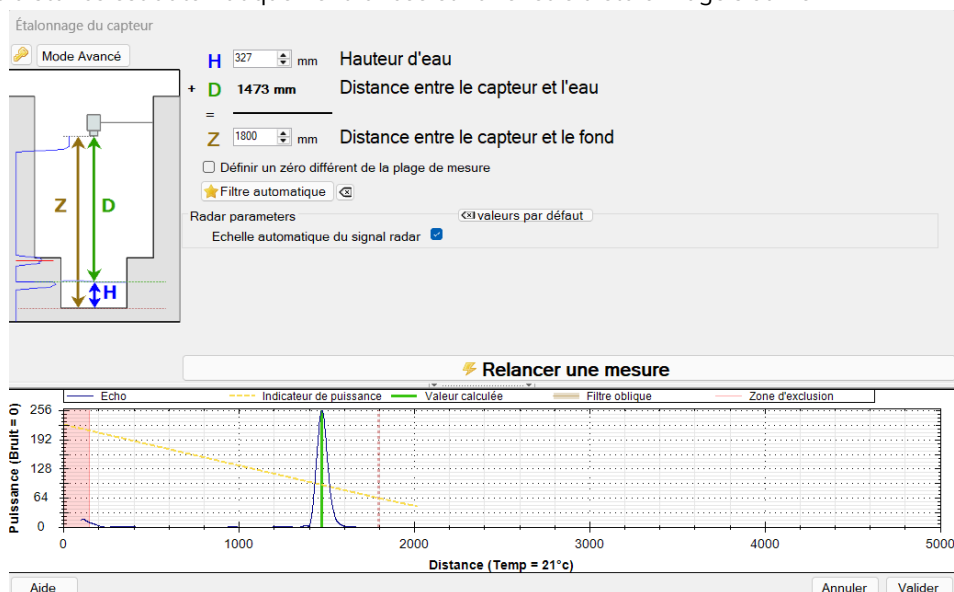 Étalonnage du capteur
Mode Avancé
H 327 mm Hauteur d'eau
+ D 1473 mm Distance entre le capteur et l'eau
=
Z 1800 mm Distance entre le capteur et le fond
Définir un zéro différent de la plage de mesure
Filtre automatique
Radar parameters valeurs par défaut
Echelle automatique du signal radar
Z D
H
Relancer une mesure
Echo Indicateur de puissance Valeur calculée Filtre oblique Zone d'exclusion
Puissance (Bruit = 0)
256
192
128
64
0
0 1000 2000 3000 4000 5000
Distance (Temp = 21°c)
Aide Annuler Valider